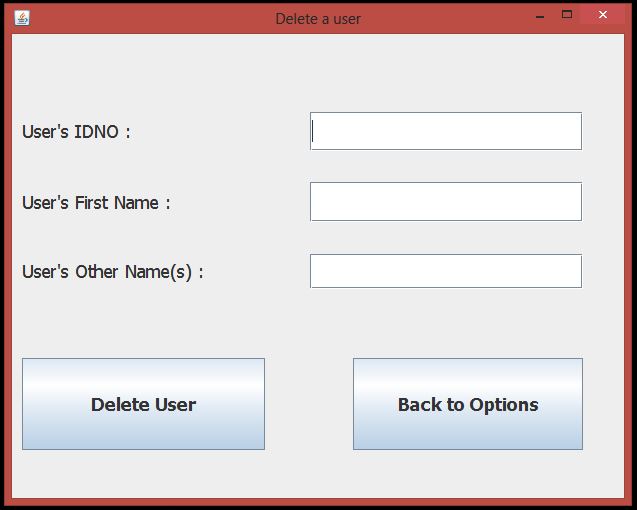 Delete a user
User's IDNO :
User's First Name :
User's Other Name(s) :
Delete User
Back to Options